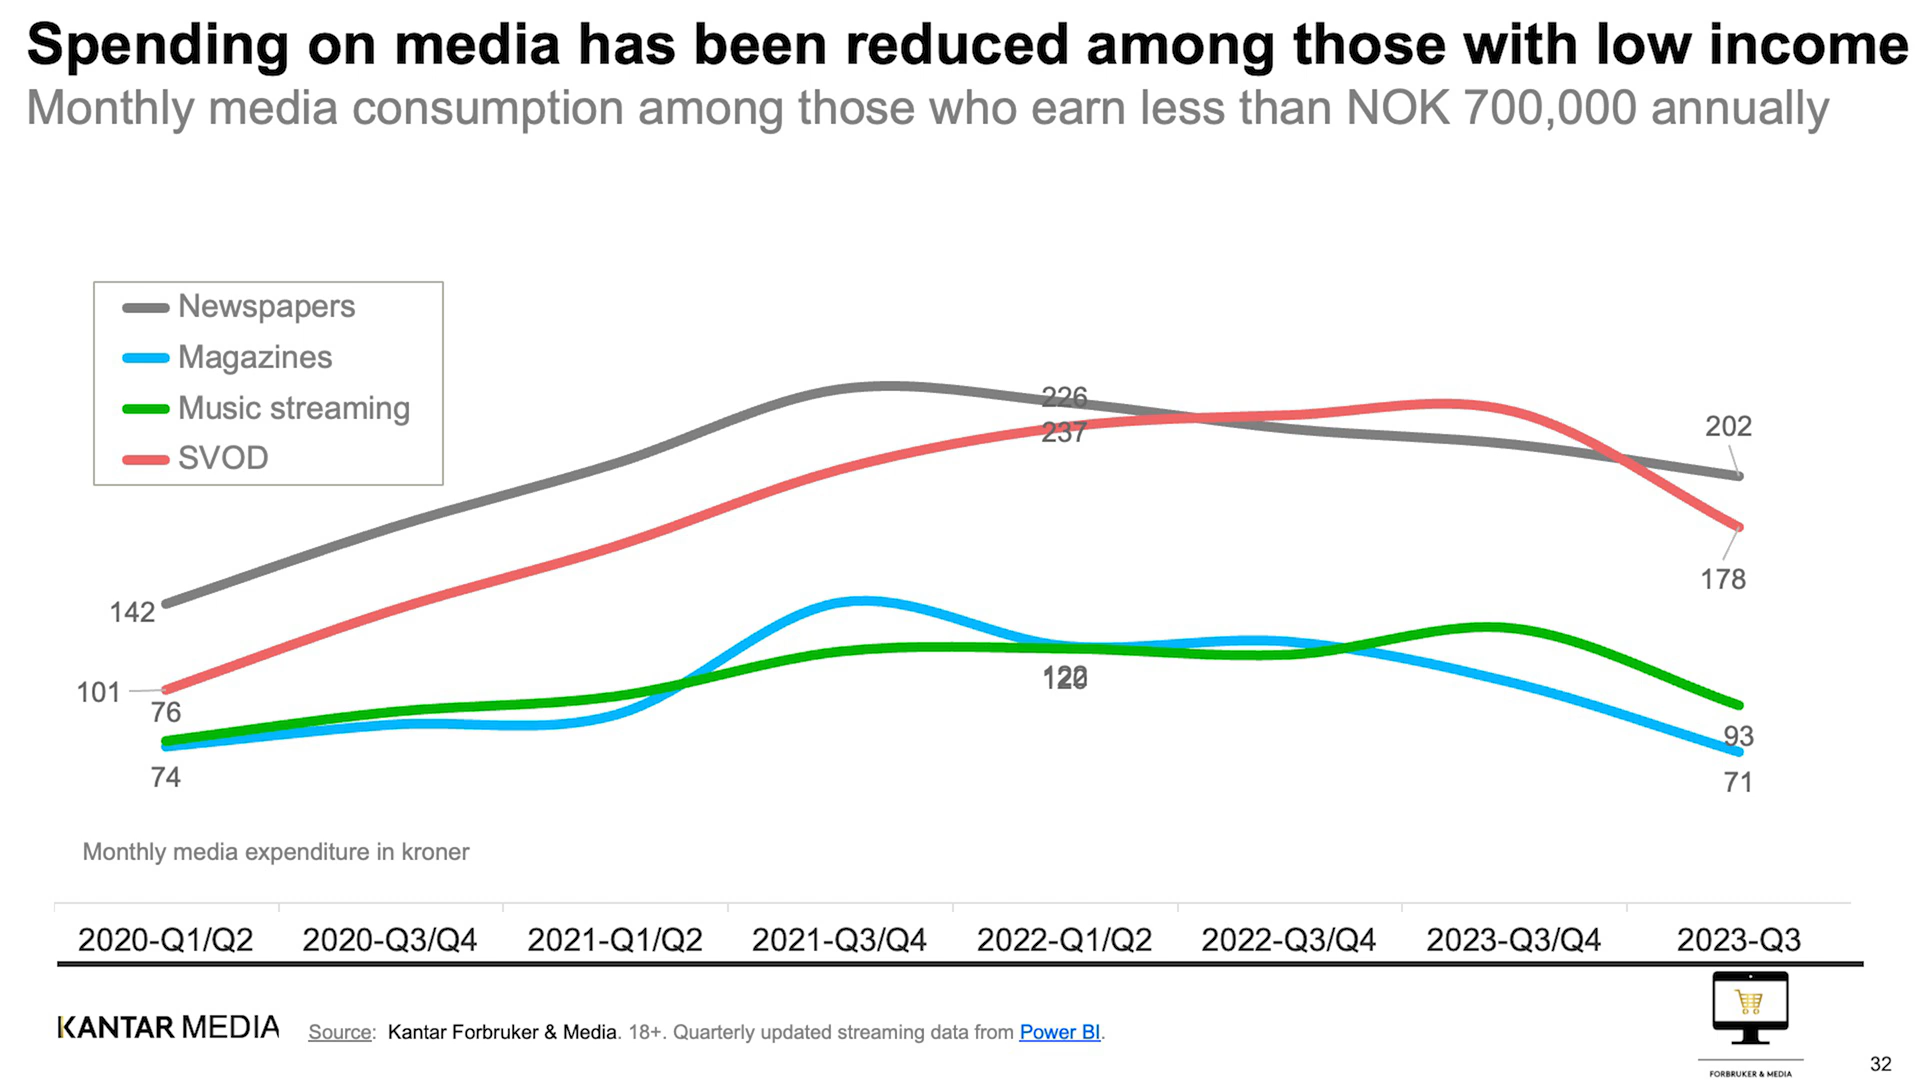 Spending on media has been reduced among those with low income
Monthly media consumption among those who earn less than NOK 700,000 annually
Newspapers
Magazines
Music streaming
SVOD
226
237
202
178
142
101
76
74
93
71
Monthly media expenditure in kroner
2020-Q1/Q2 2020-Q3/Q4 2021-Q1/Q2 2021-Q3/Q4 2022-Q1/Q2 2022-Q3/Q4 2023-Q3/Q4 2023-Q3
KANTAR MEDIA
Source: Kantar Forbruker & Media. 18+. Quarterly updated streaming data from Power BI.
FORBRUKER & MEDIA
32